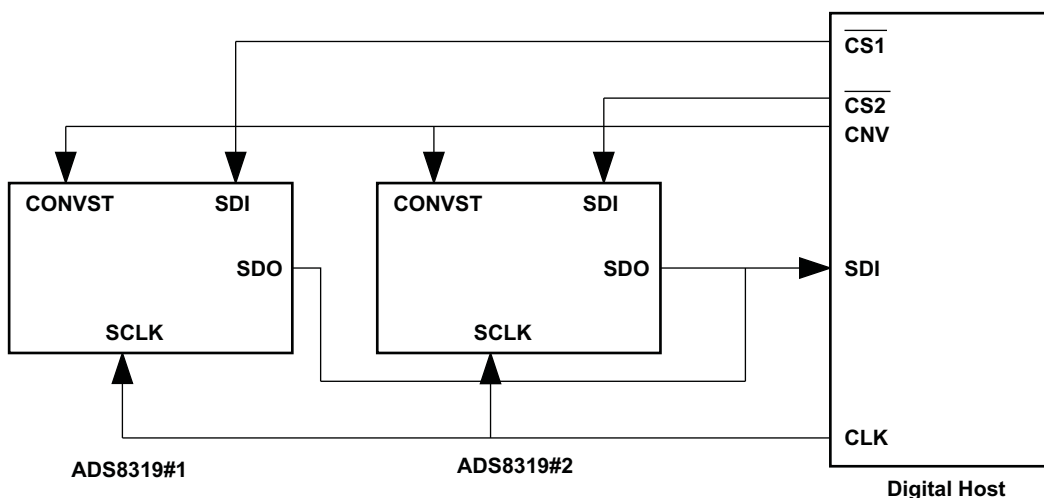 CS1
CS2
CNV
CONVST SDI
CONVST SDI
SDO
SDO
SDI
SCLK
SCLK
CLK
ADS8319#1
ADS8319#2
Digital Host